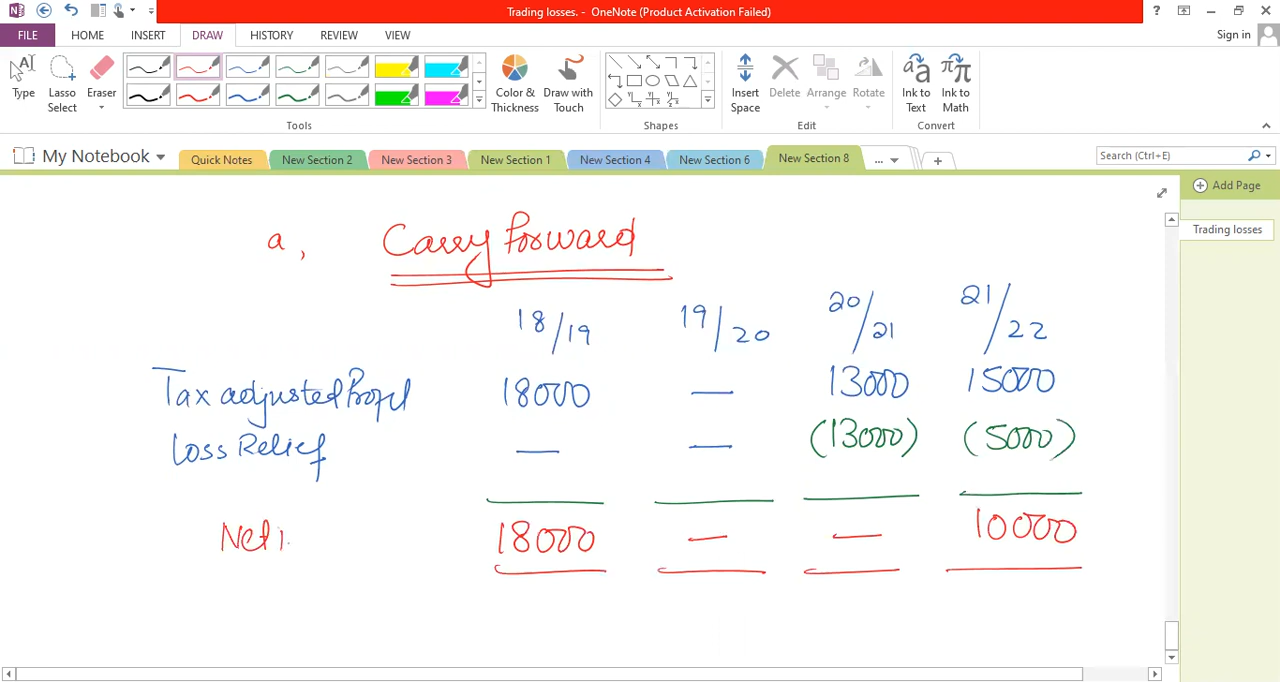 Trading losses. - OneNote (Product Activation Failed)
FILE HOME INSERT DRAW HISTORY REVIEW VIEW Sign in
Type Lasso Select Eraser Color & Thickness Draw with Touch Insert Space Delete Arrange Rotate Ink to Text Ink to Math
Tools Shapes Edit Convert
My Notebook Quick Notes New Section 2 New Section 3 New Section 1 New Section 4 New Section 6 New Section 8 ... Search (Ctrl+E)
Add Page
Trading losses
a, Carry forward
18/19 19/20 20/21 21/22
Tax adjusted Profit 18000 — 13000 15000
Loss Relief — — (13000) (5000)
Net 18000 — — 10000